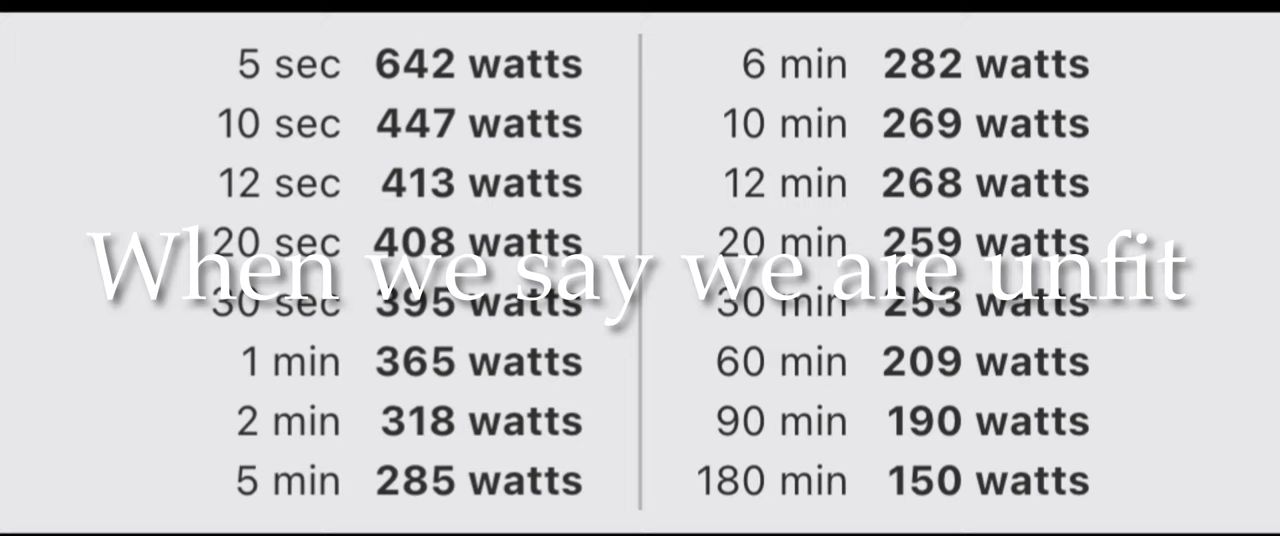 5 sec 642 watts
10 sec 447 watts
12 sec 413 watts
20 sec 408 watts
30 sec 395 watts
1 min 365 watts
2 min 318 watts
5 min 285 watts
6 min 282 watts
10 min 269 watts
12 min 268 watts
20 min 259 watts
30 min 253 watts
60 min 209 watts
90 min 190 watts
180 min 150 watts
When we say we are unfit